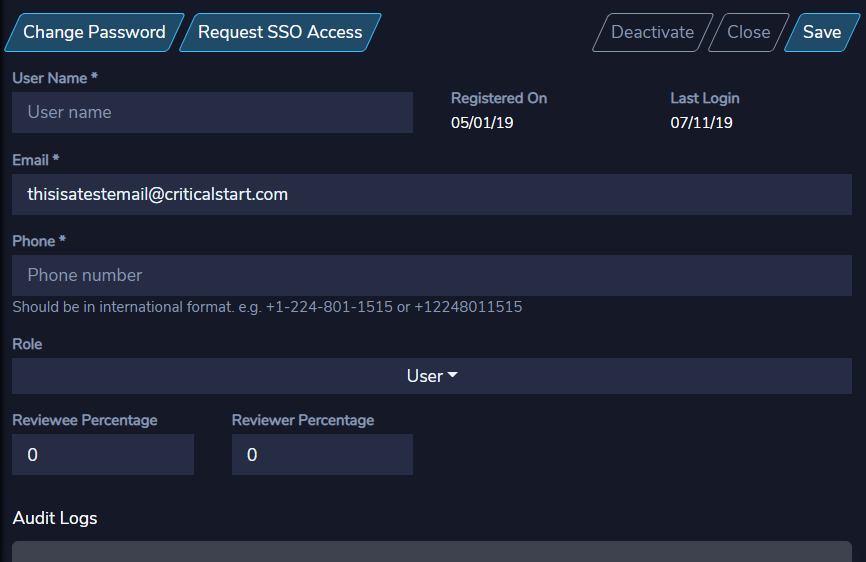 Change Password Request SSO Access Deactivate Close Save
User Name *
User name
Registered On Last Login
05/01/19 07/11/19
Email *
thisisatestemail@criticalstart.com
Phone *
Phone number
Should be in international format. e.g. +1-224-801-1515 or +12248011515
Role
User
Reviewee Percentage Reviewer Percentage
0 0
Audit Logs